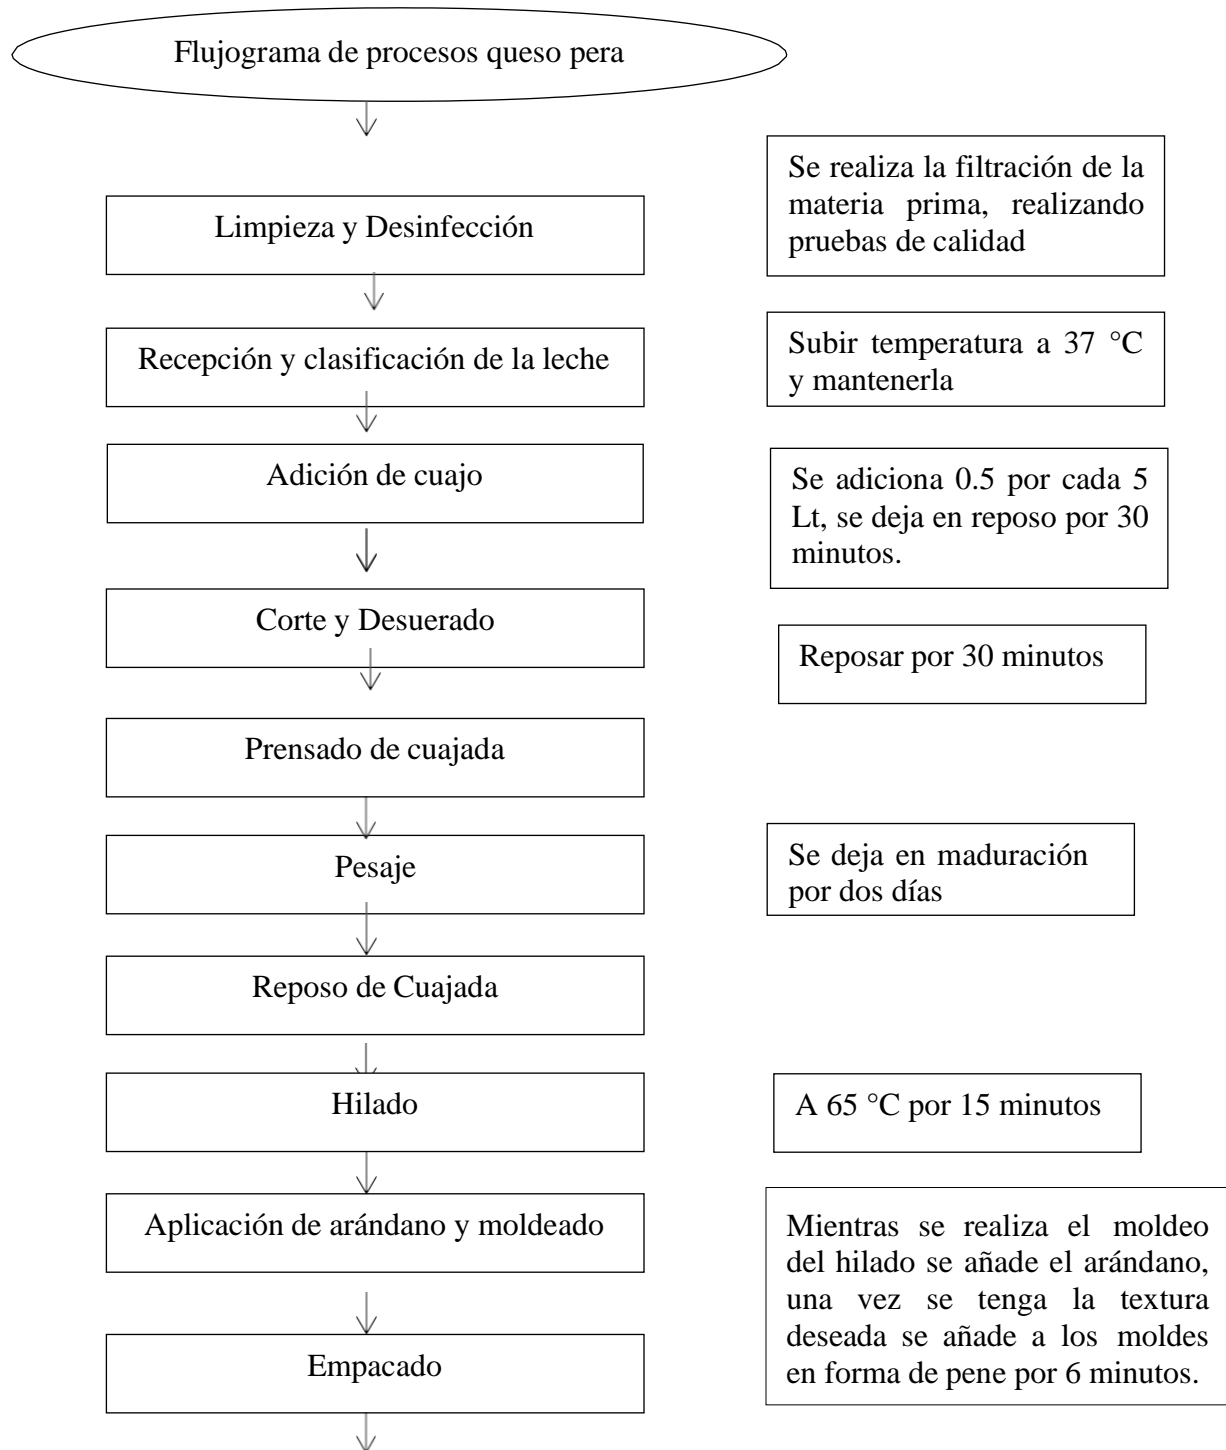 Flujograma de procesos queso pera
Limpieza y Desinfección
Se realiza la filtración de la
materia prima, realizando
pruebas de calidad
Recepción y clasificación de la leche
Subir temperatura a 37 °C
y mantenerla
Adición de cuajo
Se adiciona 0.5 por cada 5
Lt, se deja en reposo por 30
minutos.
Corte y Desuerado
Reposar por 30 minutos
Prensado de cuajada
Pesaje
Se deja en maduración
por dos días
Reposo de Cuajada
Hilado
A 65 °C por 15 minutos
Aplicación de arándano y moldeado
Mientras se realiza el moldeo
del hilado se añade el arándano,
una vez se tenga la textura
deseada se añade a los moldes
en forma de pene por 6 minutos.
Empacado